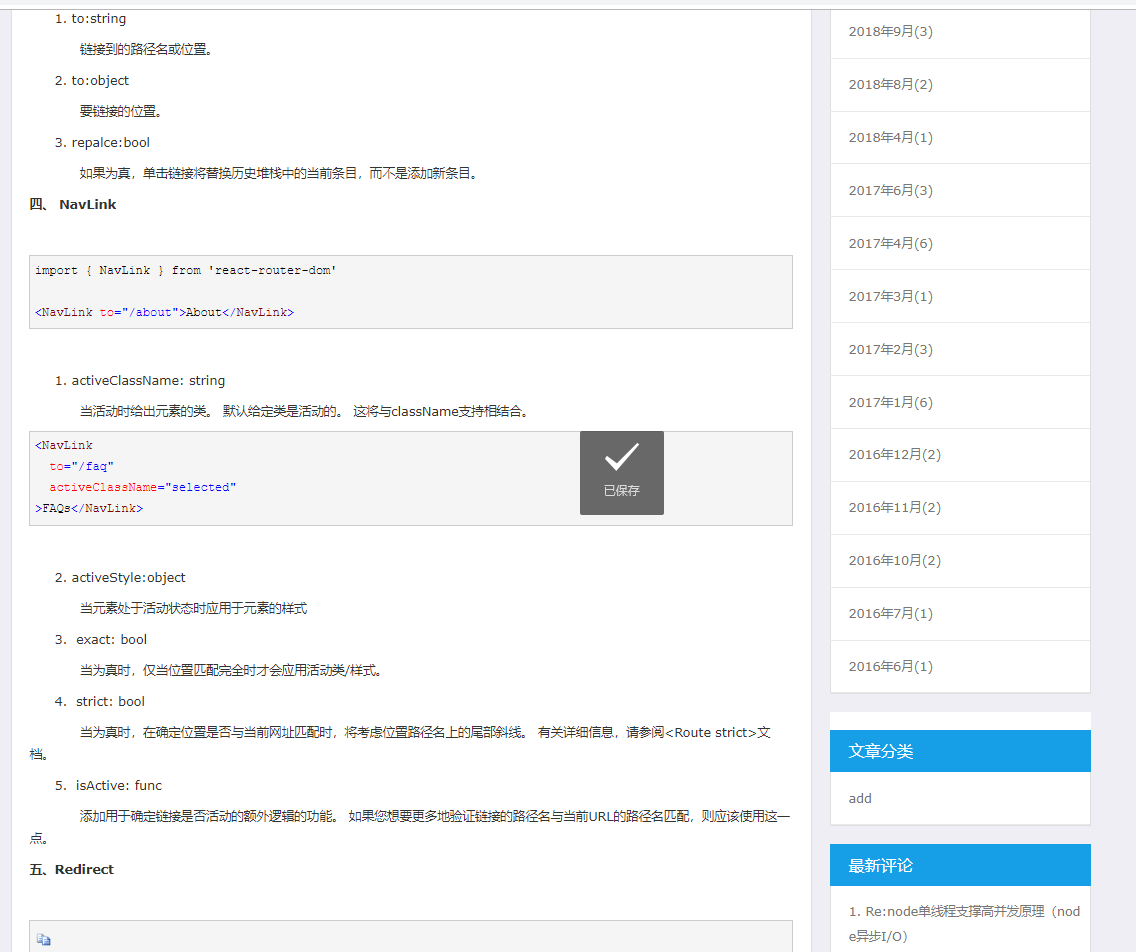 1. to:string
链接到的路径名或位置。
2. to:object
要链接的位置。
3. repalce:bool
如果为真，单击链接将替换历史堆栈中的当前条目，而不是添加新条目。
四、 NavLink
import { NavLink } from 'react-router-dom'
<NavLink to="/about">About</NavLink>
1. activeClassName: string
当活动时给出元素的类。 默认给定类是活动的。 这将与className支持相结合。
<NavLink
to="/faq"
activeClassName="selected"
>FAQs</NavLink>
已保存
2. activeStyle:object
当元素处于活动状态时应用于元素的样式
3. exact: bool
当为真时，仅当位置匹配完全时才会应用活动类/样式。
4. strict: bool
当为真时，在确定位置是否与当前网址匹配时，将考虑位置路径名上的尾部斜线。 有关详细信息，请参阅<Route strict>文
档。
5. isActive: func
添加用于确定链接是否活动的额外逻辑的功能。 如果您想要更多地验证链接的路径名与当前URL的路径名匹配，则应该使用这一
点。
五、Redirect
2018年9月(3)
2018年8月(2)
2018年4月(1)
2017年6月(3)
2017年4月(6)
2017年3月(1)
2017年2月(3)
2017年1月(6)
2016年12月(2)
2016年11月(2)
2016年10月(2)
2016年7月(1)
2016年6月(1)
文章分类
add
最新评论
1. Re:node单线程支撑高并发原理（nod
e异步I/O）